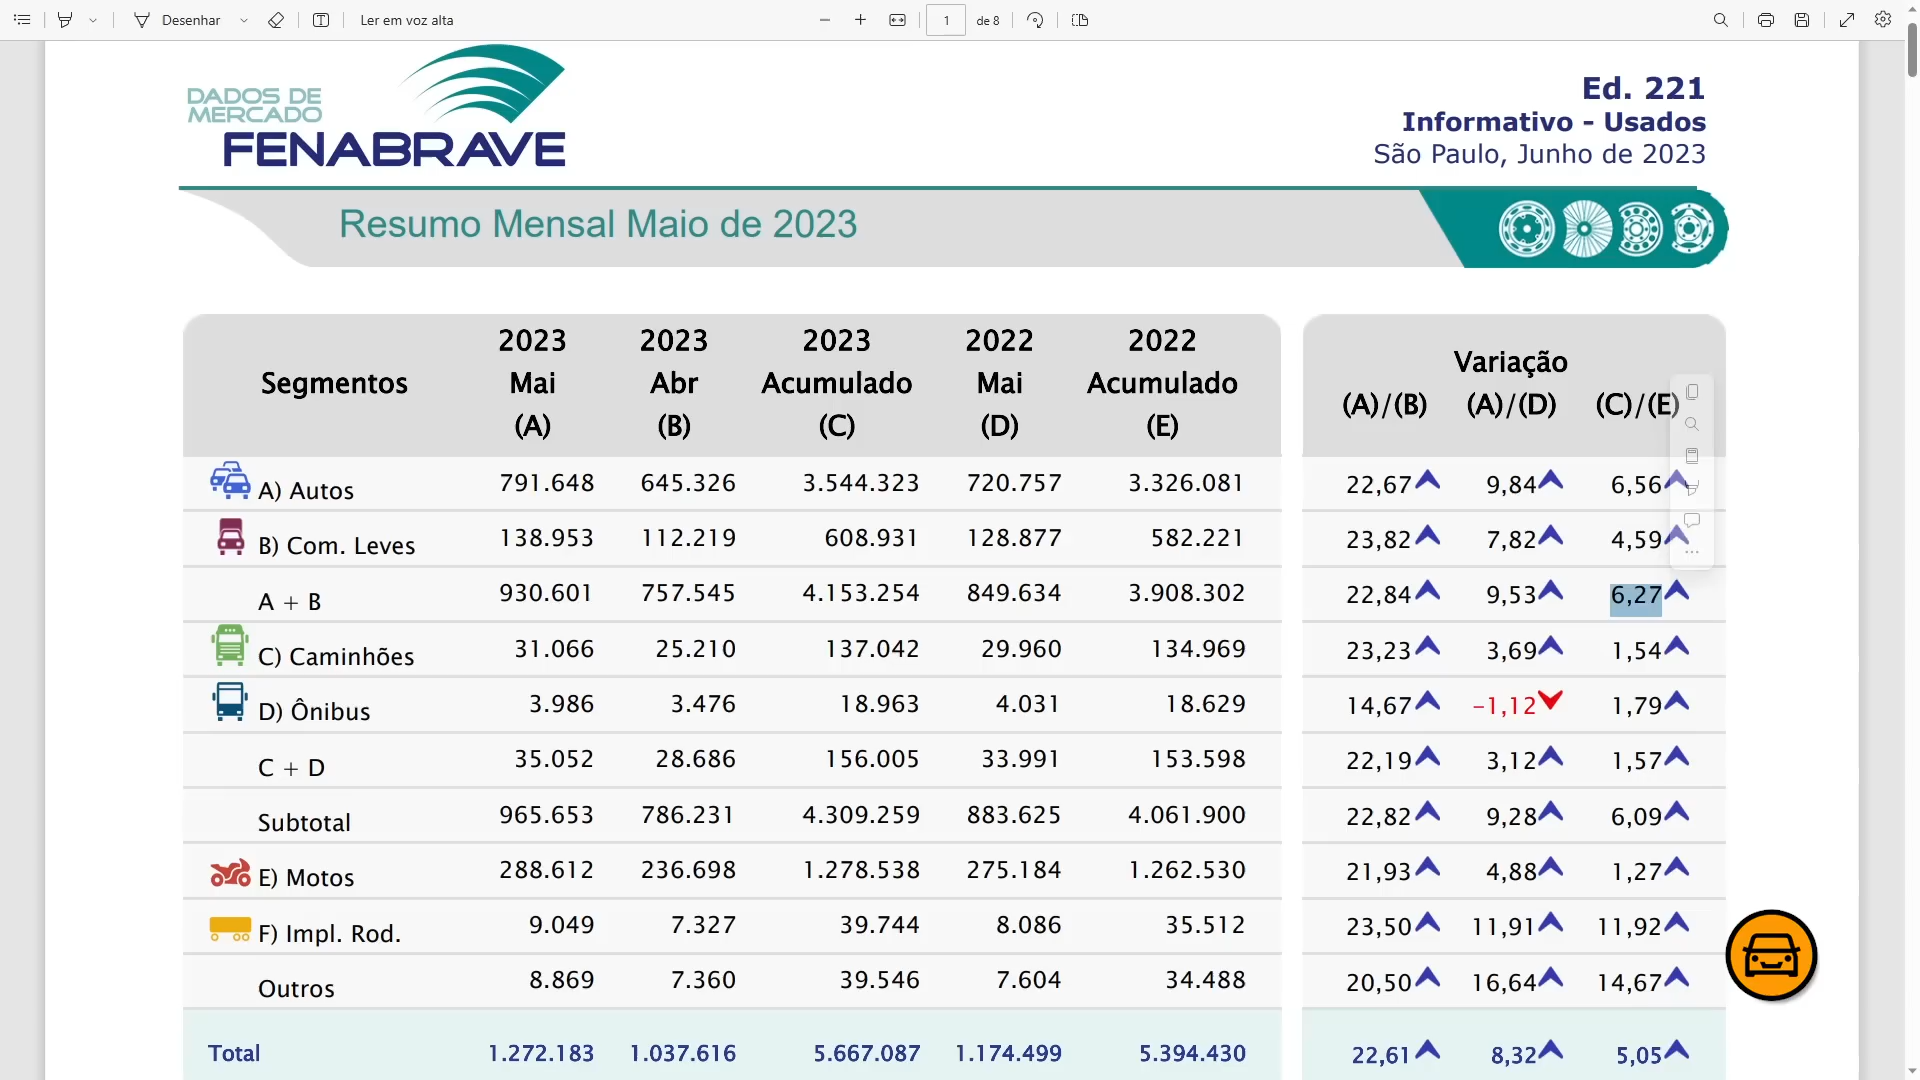 Desenhar
Ler em voz alta
1 de 8
DADOS DE
MERCADO
FENABRAVE
Ed. 221
Informativo - Usados
São Paulo, Junho de 2023
Resumo Mensal Maio de 2023
Segmentos 2023 Mai (A) 2023 Abr (B) 2023 Acumulado (C) 2022 Mai (D) 2022 Acumulado (E)
Variação
(A)/(B) (A)/(D) (C)/(E)
A) Autos 791.648 645.326 3.544.323 720.757 3.326.081 22,67 9,84 6,56
B) Com. Leves 138.953 112.219 608.931 128.877 582.221 23,82 7,82 4,59
A + B 930.601 757.545 4.153.254 849.634 3.908.302 22,84 9,53 6,27
C) Caminhões 31.066 25.210 137.042 29.960 134.969 23,23 3,69 1,54
D) Ônibus 3.986 3.476 18.963 4.031 18.629 14,67 -1,12 1,79
C + D 35.052 28.686 156.005 33.991 153.598 22,19 3,12 1,57
Subtotal 965.653 786.231 4.309.259 883.625 4.061.900 22,82 9,28 6,09
E) Motos 288.612 236.698 1.278.538 275.184 1.262.530 21,93 4,88 1,27
F) Impl. Rod. 9.049 7.327 39.744 8.086 35.512 23,50 11,91 11,92
Outros 8.869 7.360 39.546 7.604 34.488 20,50 16,64 14,67
Total 1.272.183 1.037.616 5.667.087 1.174.499 5.394.430 22,61 8,32 5,05